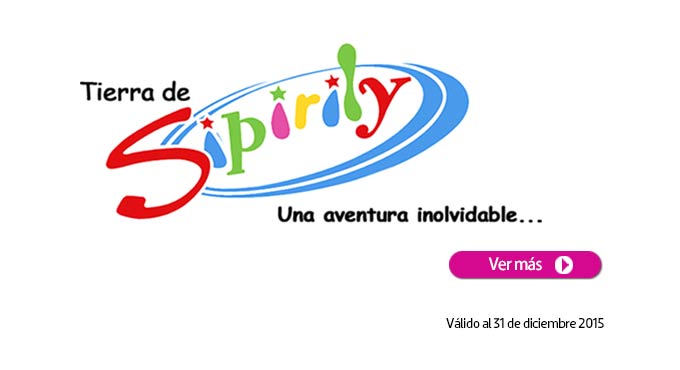 Tierra de
Sipirily
Una aventura inolvidable...
Ver más
Válido al 31 de diciembre 2015